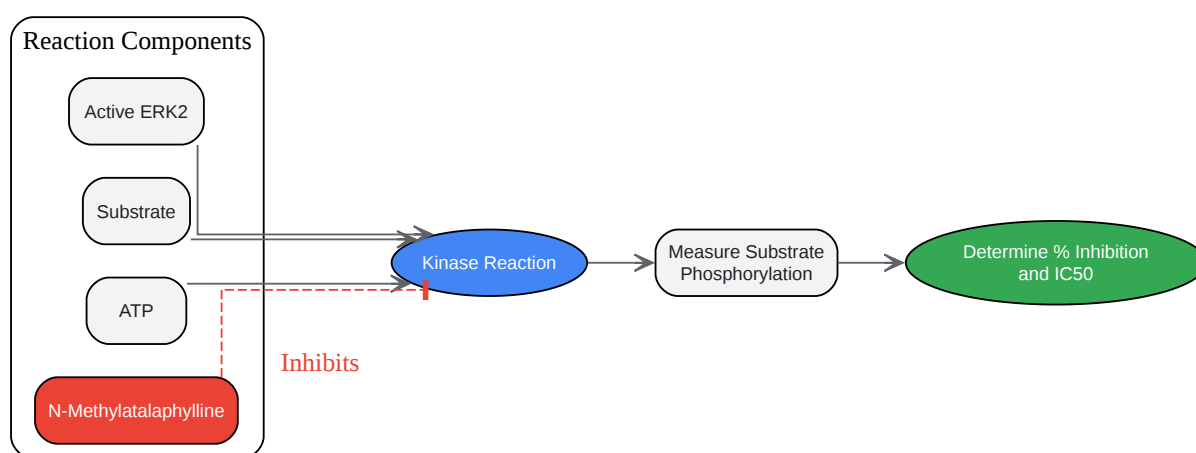 Reaction Components
Active ERK2
Substrate
ATP
N-Methylatalaphylline
Inhibits
Kinase Reaction
Measure Substrate
Phosphorylation
Determine % Inhibition
and IC50